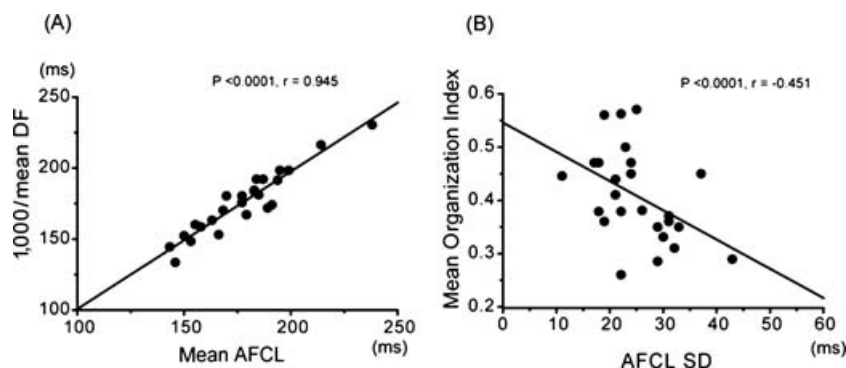 (A)
(ms)
P <0.0001, r = 0.945
250
200
150
100
1,000/mean DF
100 150 200 250
Mean AFCL (ms)
(B)
P <0.0001, r = -0.451
0.6
0.5
0.4
0.3
0.2
Mean Organization Index
0 10 20 30 40 50 60
(ms)
AFCL SD